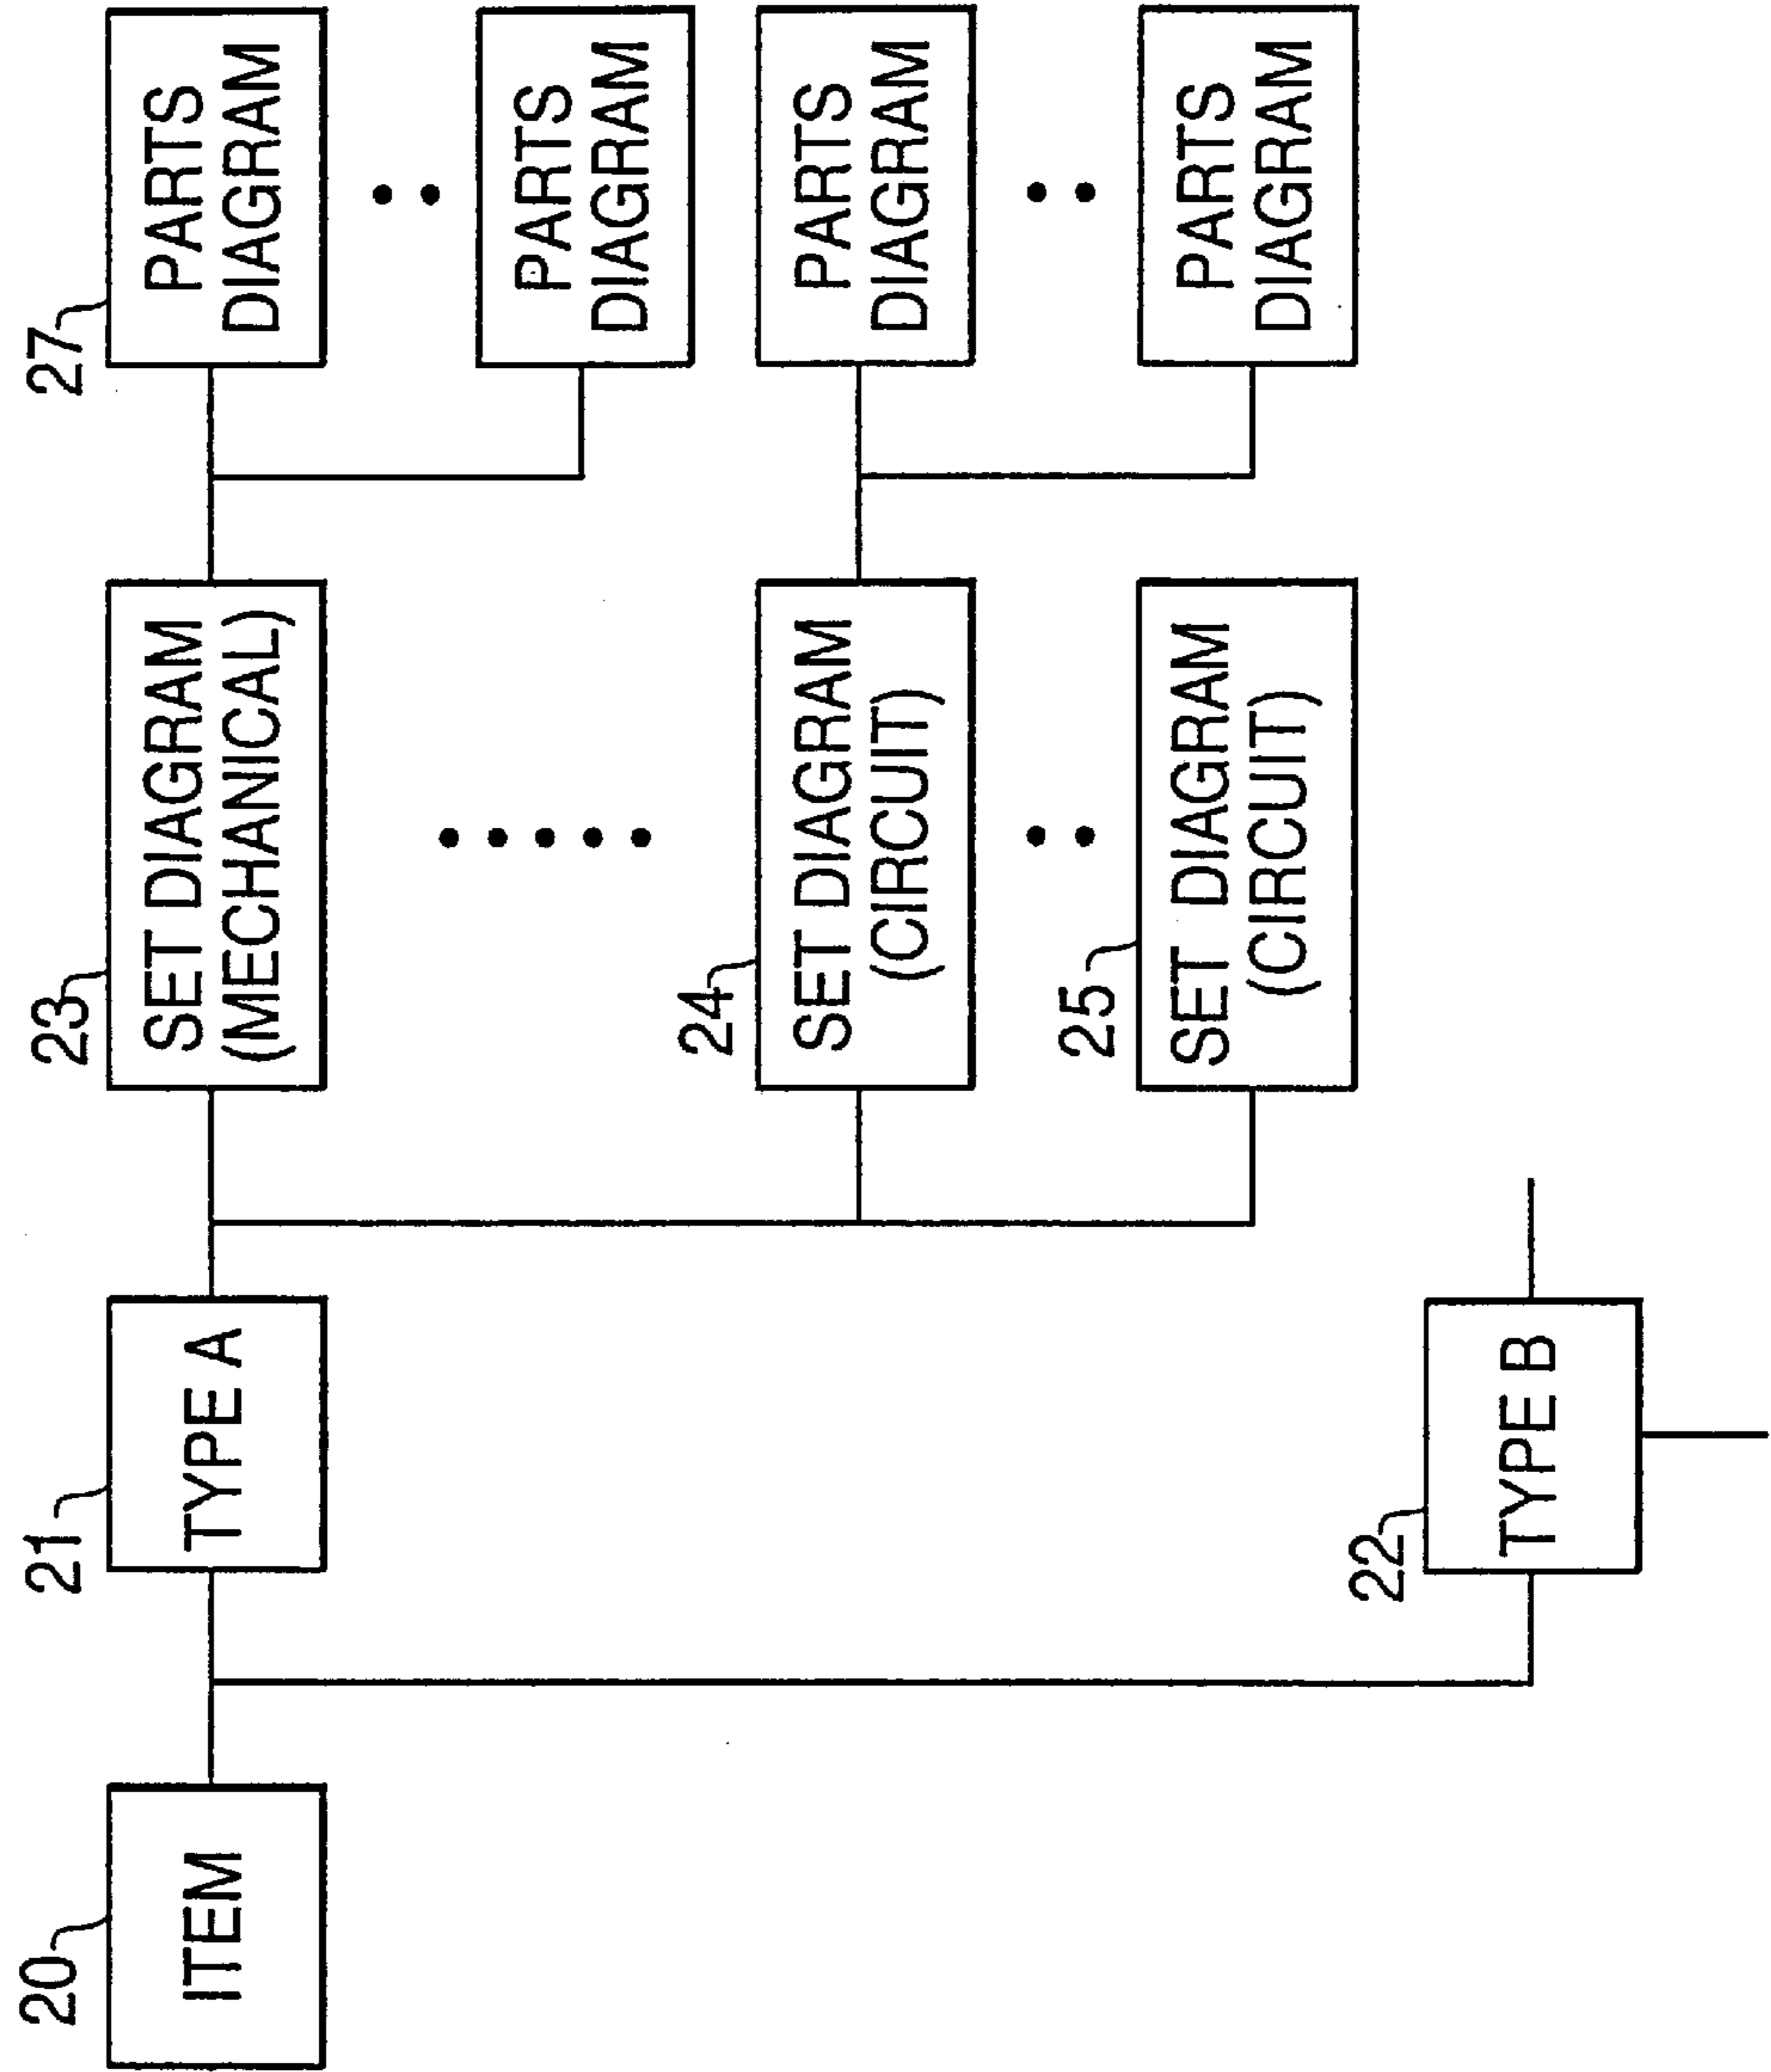 20
ITEM
21
TYPE A
22
TYPE B
23
SET DIAGRAM
(MECHANICAL)
24
SET DIAGRAM
(CIRCUIT)
25
SET DIAGRAM
(CIRCUIT)
27
PARTS
DIAGRAM
PARTS
DIAGRAM
PARTS
DIAGRAM
PARTS
DIAGRAM